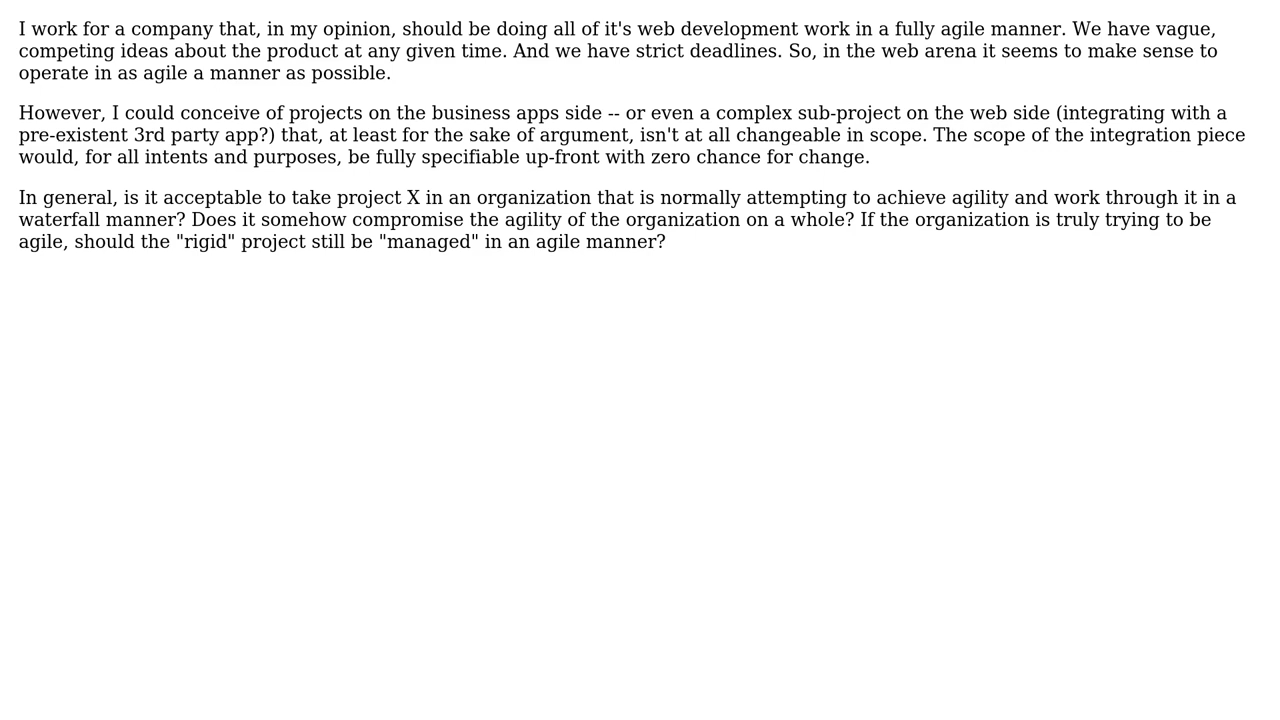 I work for a company that, in my opinion, should be doing all of it's web development work in a fully agile manner. We have vague,
competing ideas about the product at any given time. And we have strict deadlines. So, in the web arena it seems to make sense to
operate in as agile a manner as possible.
However, I could conceive of projects on the business apps side -- or even a complex sub-project on the web side (integrating with a
pre-existent 3rd party app?) that, at least for the sake of argument, isn't at all changeable in scope. The scope of the integration piece
would, for all intents and purposes, be fully specifiable up-front with zero chance for change.
In general, is it acceptable to take project X in an organization that is normally attempting to achieve agility and work through it in a
waterfall manner? Does it somehow compromise the agility of the organization on a whole? If the organization is truly trying to be
agile, should the "rigid" project still be "managed" in an agile manner?